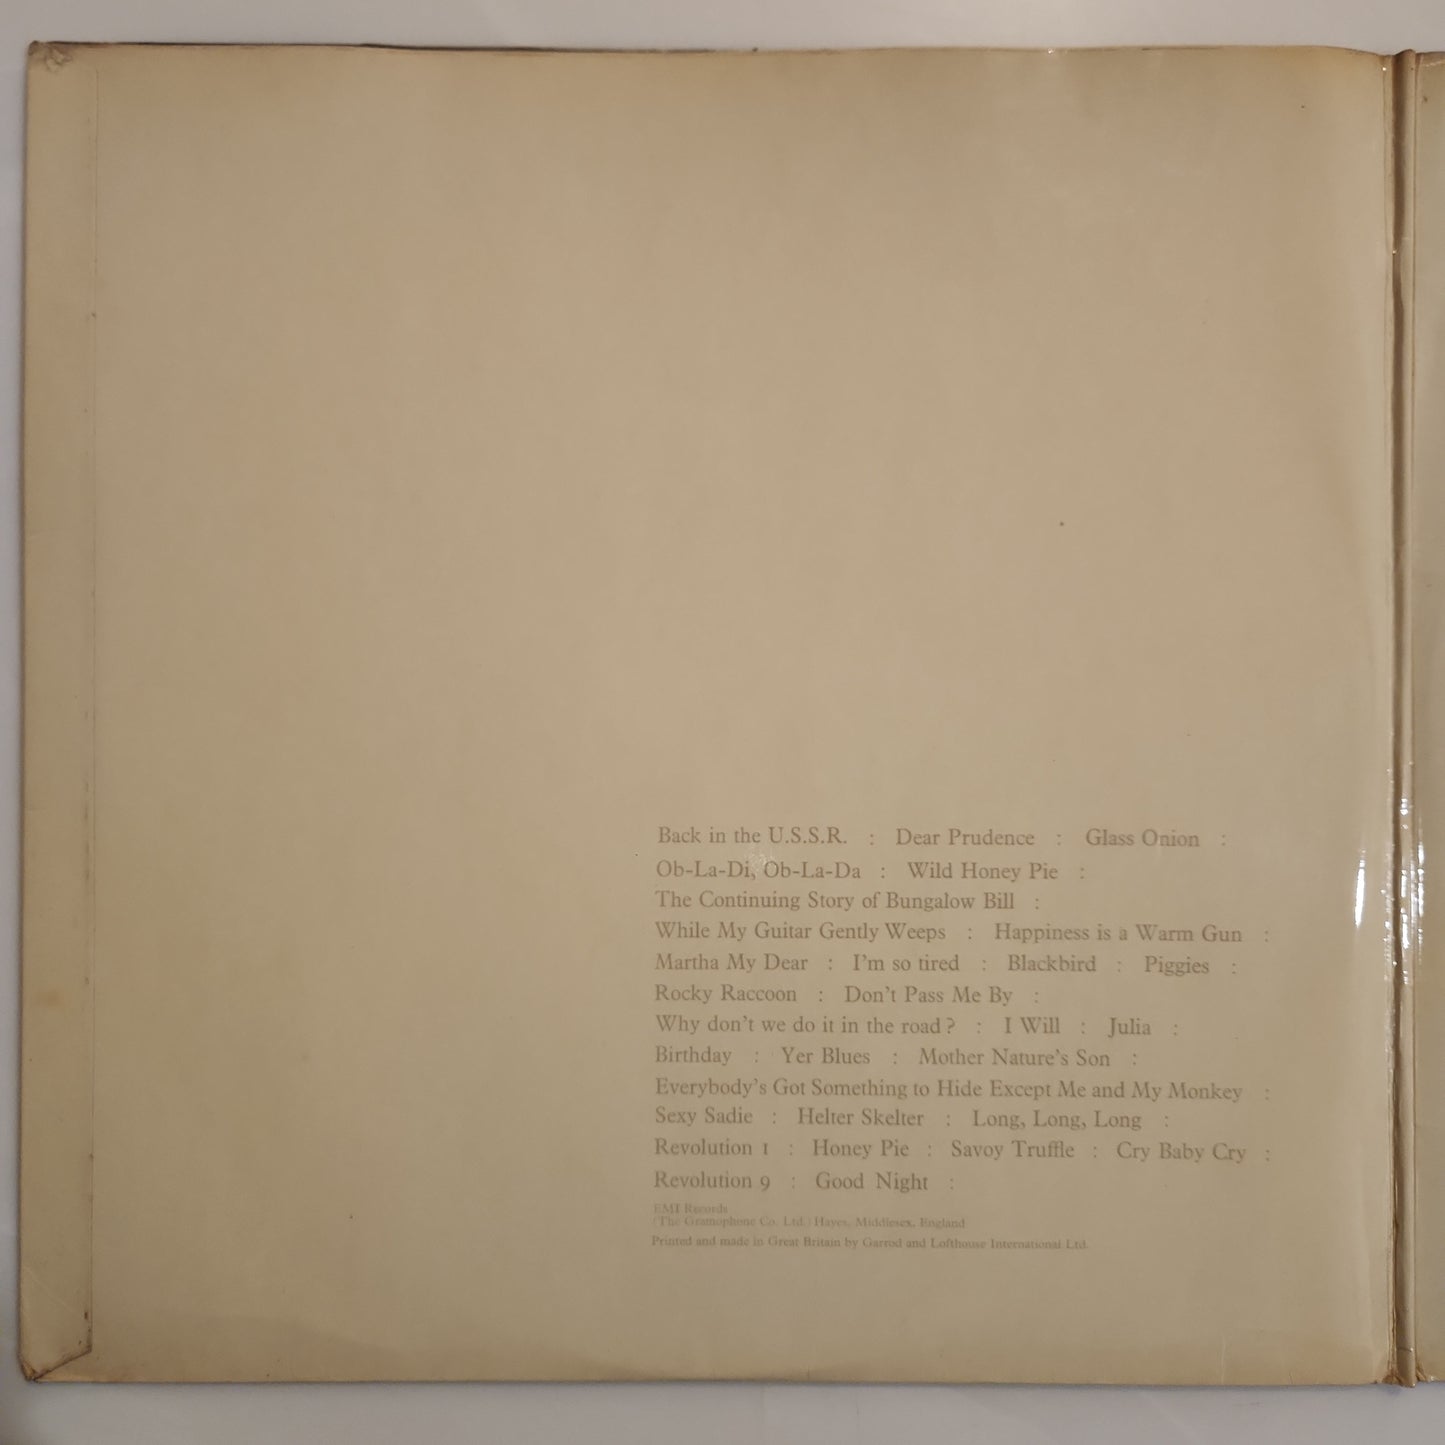 Back in the U.S.S.R. : Dear Prudence : Glass Onion :
Ob-La-Di, Ob-La-Da : Wild Honey Pie :
The Continuing Story of Bungalow Bill :
While My Guitar Gently Weeps : Happiness is a Warm Gun :
Martha My Dear : I'm so tired : Blackbird : Piggies :
Rocky Raccoon : Don't Pass Me By :
Why don't we do it in the road? : I Will : Julia :
Birthday : Yer Blues : Mother Nature's Son :
Everybody's Got Something to Hide Except Me and My Monkey :
Sexy Sadie : Helter Skelter : Long, Long, Long :
Revolution 1 : Honey Pie : Savoy Truffle : Cry Baby Cry :
Revolution 9 : Good Night :
EMI Records
(The Gramophone Co. Ltd.) Hayes, Middlesex, England
Printed and made in Great Britain by Garrod and Lofthouse International Ltd.